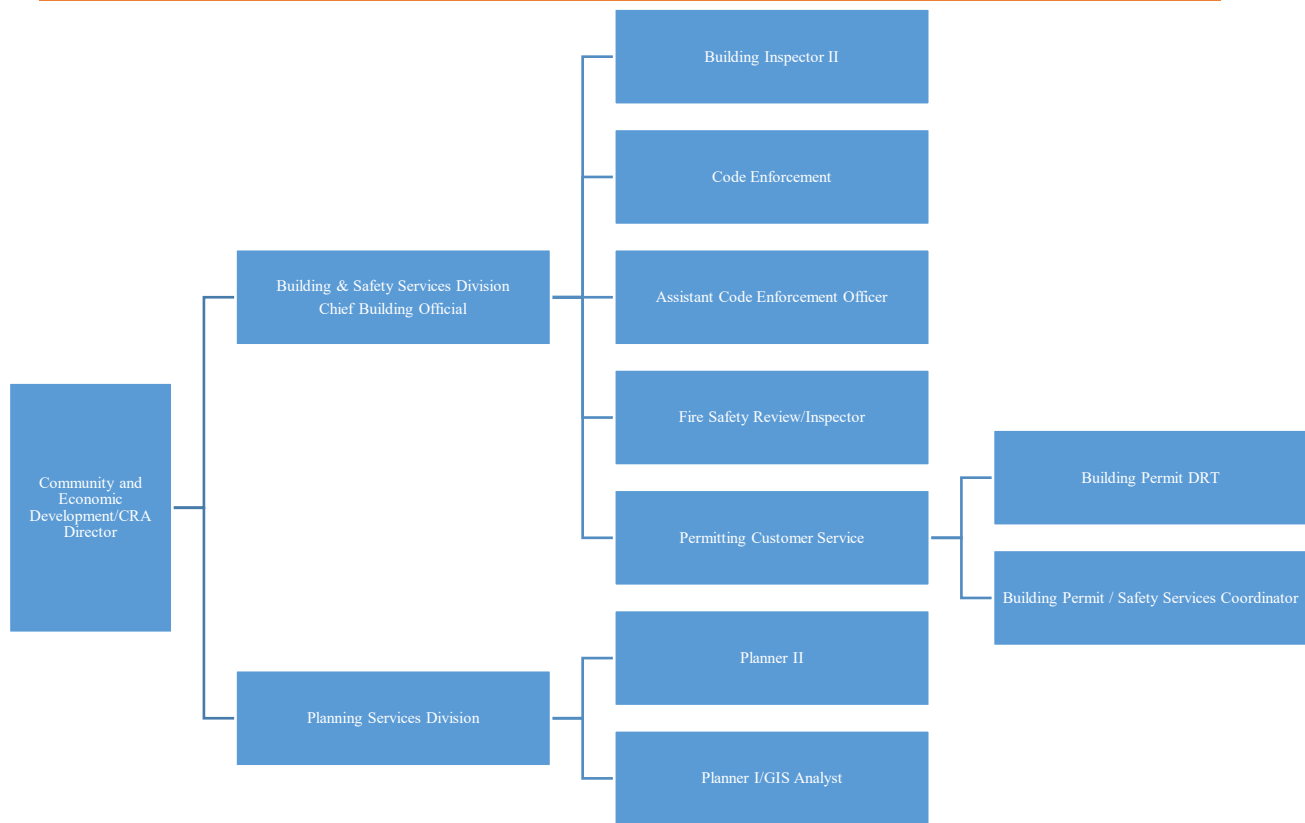 Building Inspector II
Code Enforcement
Building & Safety Services Division
Chief Building Official
Assistant Code Enforcement Officer
Fire Safety Review/Inspector
Community and
Economic
Development/CRA
Director
Building Permit DRT
Permitting Customer Service
Building Permit / Safety Services Coordinator
Planner II
Planning Services Division
Planner I/GIS Analyst